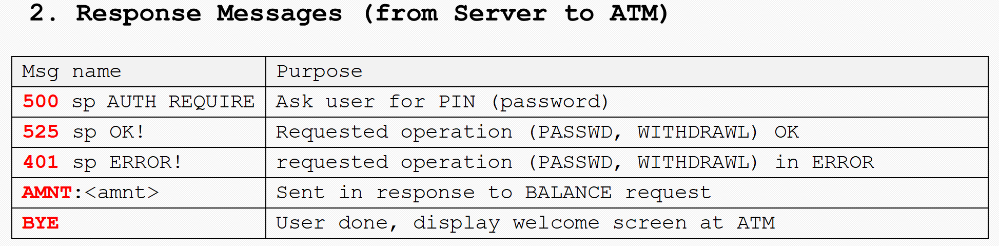 2. Response Messages (from Server to ATM)
Msg name Purpose
500 sp AUTH REQUIRE Ask user for PIN (password)
525 sp OK! Requested operation (PASSWD, WITHDRAWL) OK
401 sp ERROR! requested operation (PASSWD, WITHDRAWL) in ERROR
AMNT:<amnt> Sent in response to BALANCE request
BYE User done, display welcome screen at ATM